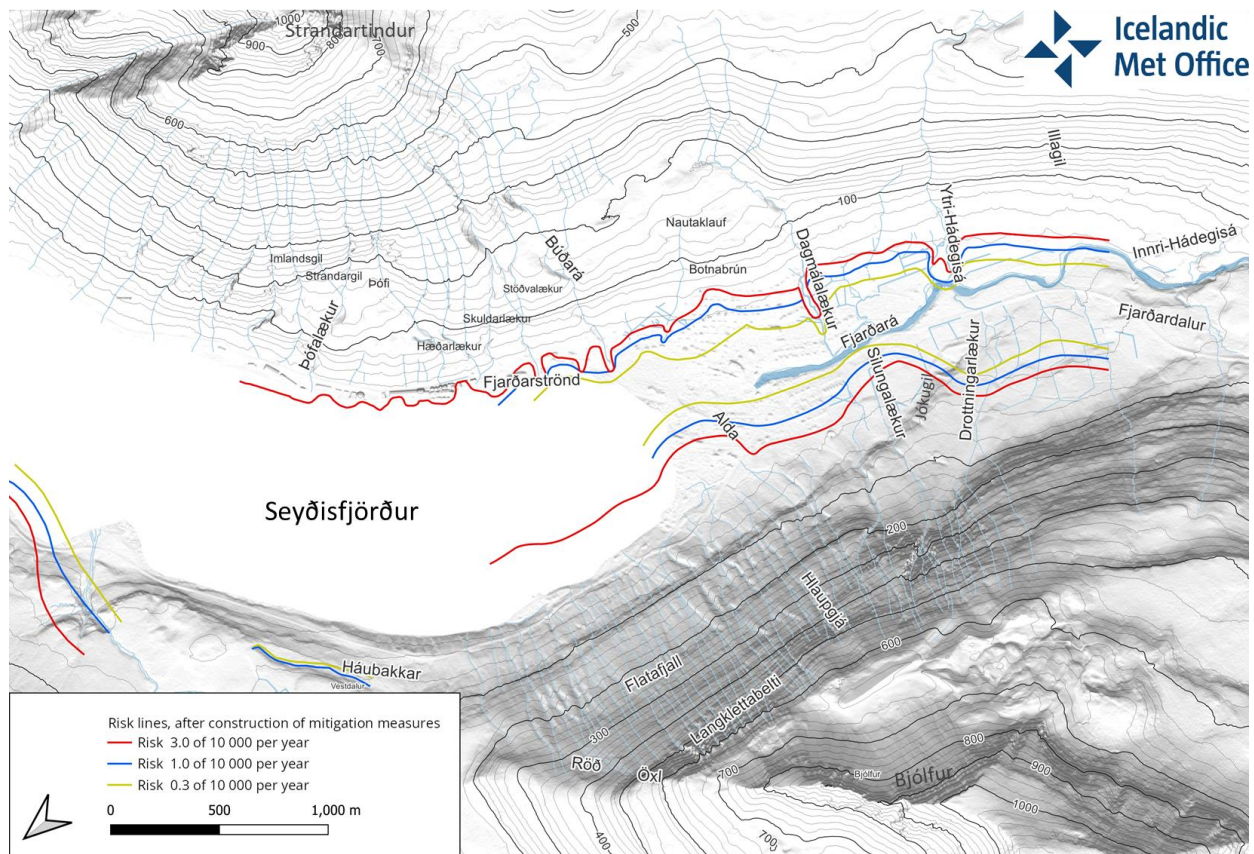 Icelandic
Met Office
1000
900
800
700
Strandartindur
500
600
Illagil
100
Ytri-Hádegisá
Nautaklauf
Dagmálalækur
Innri-Hádegisá
Búðará
Imlandsgil
Strandargil
Þófi
Botnabrún
Stöðvalækur
Þófalækur
Skuldarlækur
Hæðarlækur
Fjarðardalur
Fjarðará
Fjarðarströnd
Silungalækur
Jókugil
Drottningarlækur
Alda
Seyðisfjörður
200
Hlaupgjá
600
Háubakkar
Vestdalur
Flatafjall
Langklettabelti
300
Röð
Öxl
700
800
Bjólfur
Bjólfur
900
1000
400
700
Risk lines, after construction of mitigation measures
Risk 3.0 of 10 000 per year
Risk 1.0 of 10 000 per year
Risk 0.3 of 10 000 per year
0 500 1,000 m